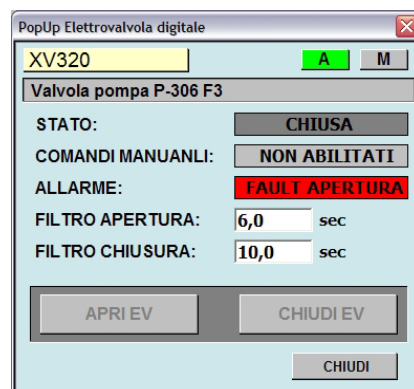 PopUp Elettrovalvola digitale
XV320 A M
Valvola pompa P-306 F3
STATO: CHIUSA
COMANDI MANUANLI: NON ABILITATI
ALLARME: FAULT APERTURA
FILTRO APERTURA: 6,0 sec
FILTRO CHIUSURA: 10,0 sec
APRI EV CHIUDI EV
CHIUDI